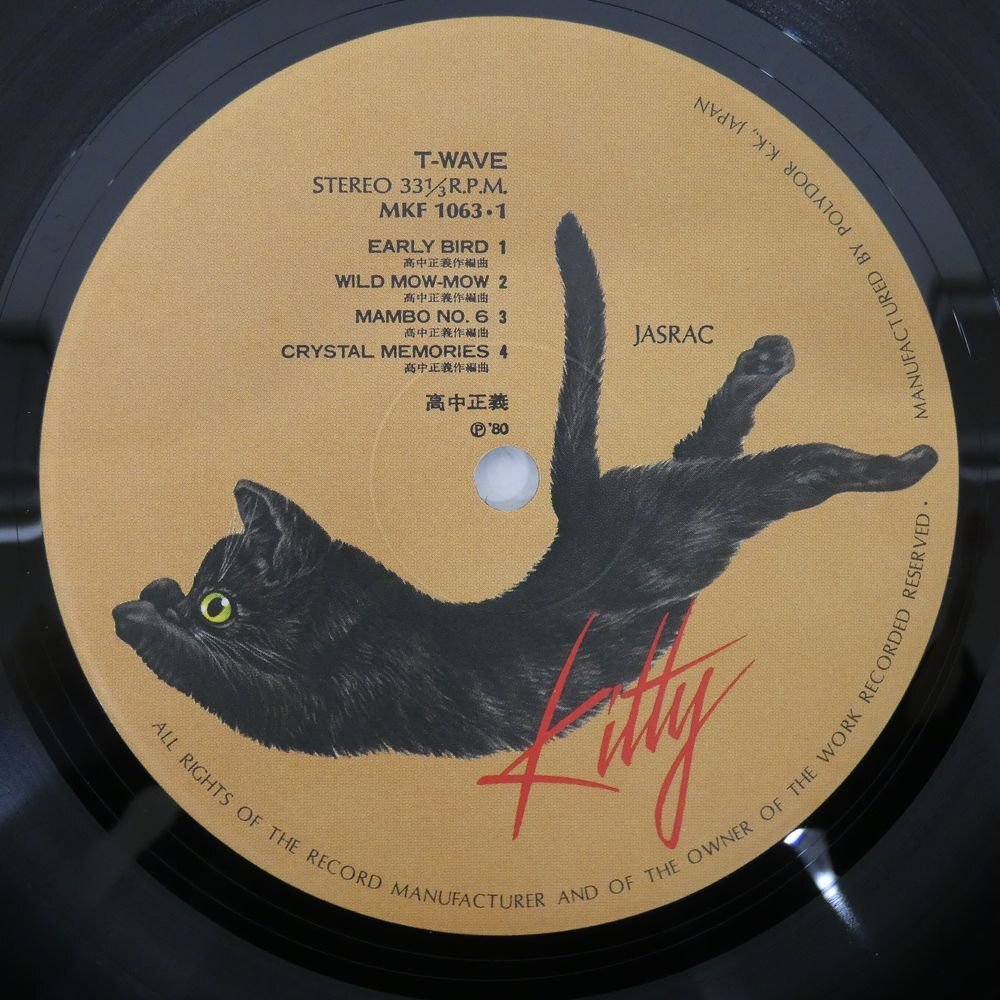 T-WAVE
STEREO 33⅓R.P.M.
MKF 1063・1
EARLY BIRD 1
高中正義作編曲
WILD MOW-MOW 2
高中正義作編曲
MAMBO NO. 6 3
高中正義作編曲
CRYSTAL MEMORIES 4
高中正義作編曲
高中正義
Ⓟ'80
JASRAC
Kitty
ALL RIGHTS OF THE RECORD MANUFACTURER AND OF THE OWNER OF THE WORK RECORDED RESERVED · MANUFACTURED BY POLYDOR K.K., JAPAN